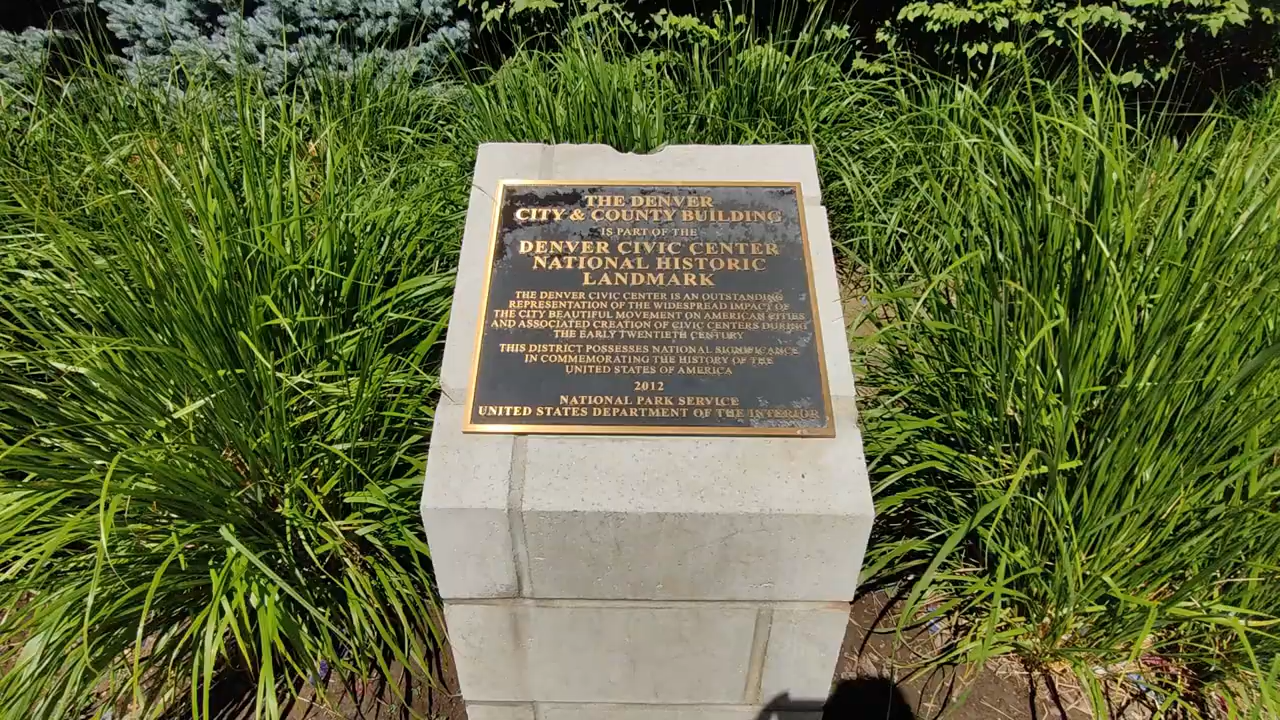 THE DENVER
CITY & COUNTY BUILDING
IS PART OF THE
DENVER CIVIC CENTER
NATIONAL HISTORIC
LANDMARK
THE DENVER CIVIC CENTER IS AN OUTSTANDING
REPRESENTATION OF THE WIDESPREAD IMPACT OF
THE CITY BEAUTIFUL MOVEMENT ON AMERICAN CITIES
AND ASSOCIATED CREATION OF CIVIC CENTERS DURING
THE EARLY TWENTIETH CENTURY
THIS DISTRICT POSSESSES NATIONAL SIGNIFICANCE
IN COMMEMORATING THE HISTORY OF THE
UNITED STATES OF AMERICA
2012
NATIONAL PARK SERVICE
UNITED STATES DEPARTMENT OF THE INTERIOR